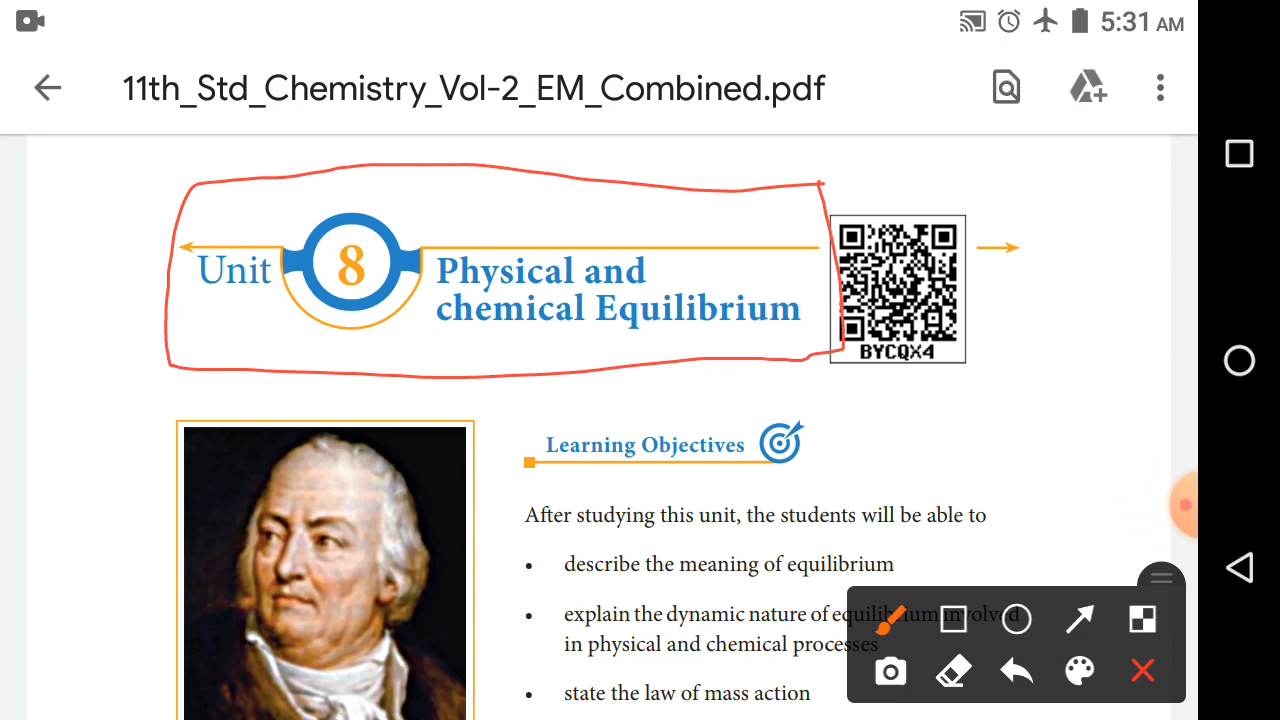 5:31 AM
11th_Std_Chemistry_Vol-2_EM_Combined.pdf
Unit 8 Physical and
chemical Equilibrium
BYCQX4
Learning Objectives
After studying this unit, the students will be able to
• describe the meaning of equilibrium
• explain the dynamic nature of equilibrium involved
in physical and chemical processes
• state the law of mass action